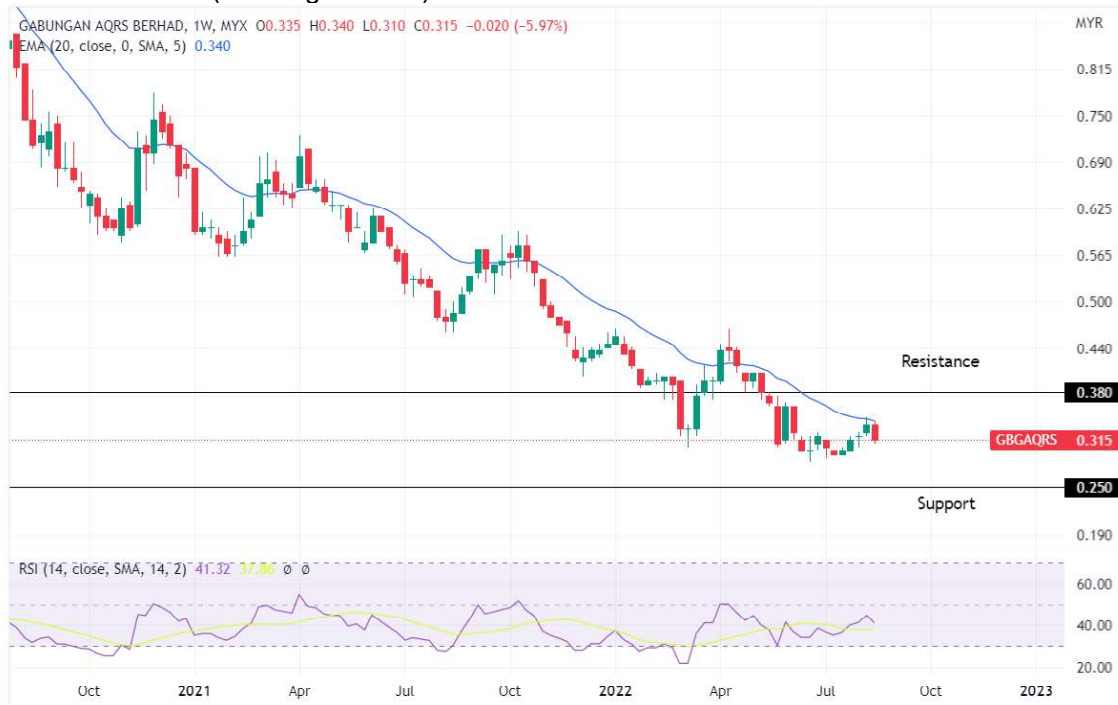 GABUNGAN AQRS BERHAD, 1W, MYX O0.335 H0.340 L0.310 C0.315 −0.020 (−5.97%)
MYR
EMA (20, close, 0, SMA, 5) 0.340
0.815
0.750
0.690
0.625
0.565
0.500
0.440
Resistance
0.380
GBGAQRS 0.315
0.250
Support
0.190
RSI (14, close, SMA, 14, 2) 41.32 37.86 ø ø
60.00
40.00
20.00
Oct 2021 Apr Jul Oct 2022 Apr Jul Oct 2023